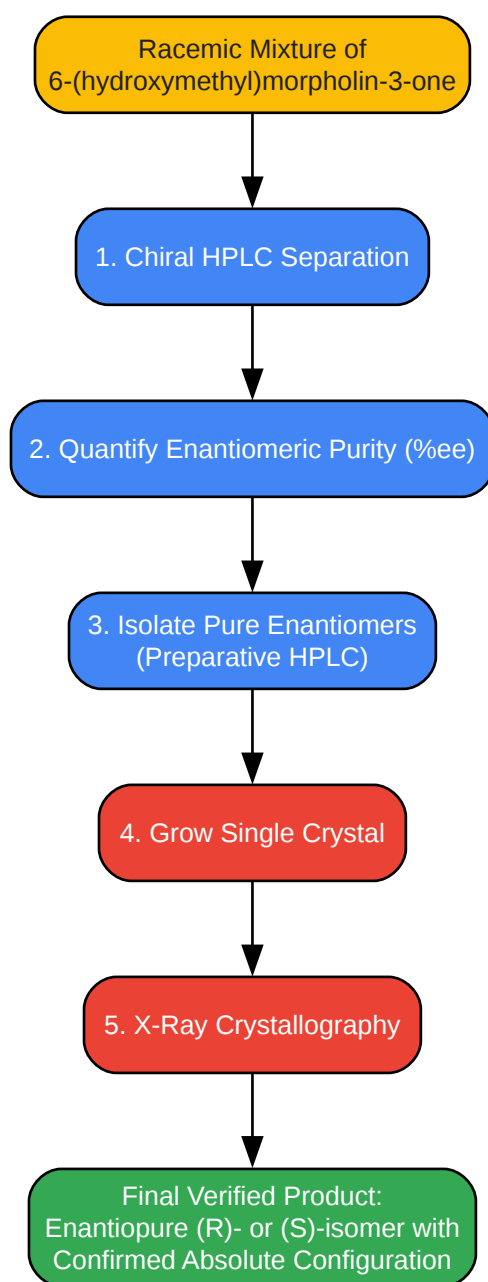 Racemic Mixture of
6-(hydroxymethyl)morpholin-3-one
1. Chiral HPLC Separation
2. Quantify Enantiomeric Purity (%ee)
3. Isolate Pure Enantiomers
(Preparative HPLC)
4. Grow Single Crystal
5. X-Ray Crystallography
Final Verified Product:
Enantiopure (R)- or (S)-isomer with
Confirmed Absolute Configuration